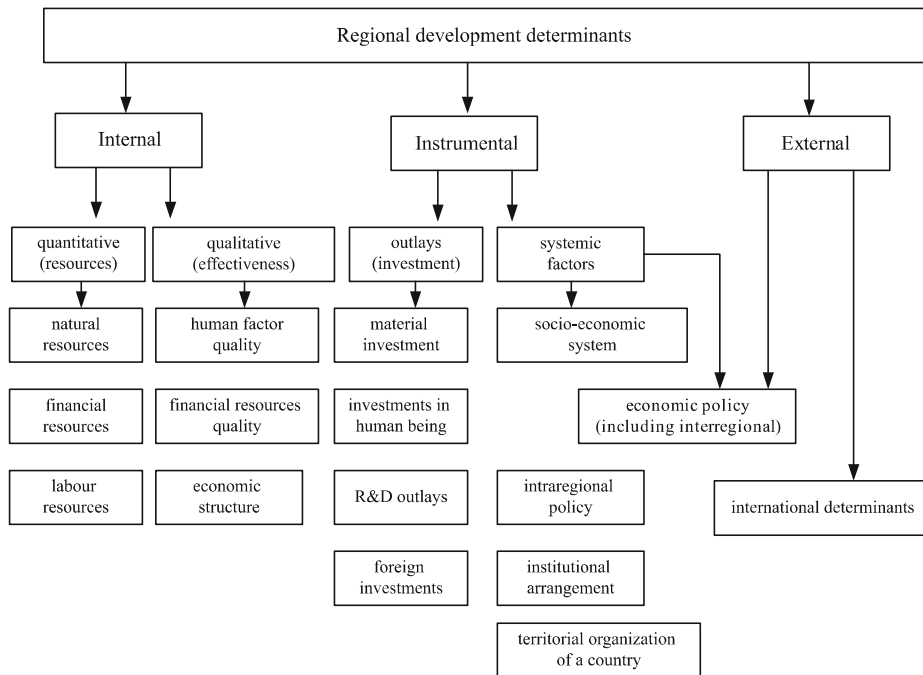 Regional development determinants
Internal
Instrumental
External
quantitative
(resources)
qualitative
(effectiveness)
outlays
(investment)
systemic
factors
natural
resources
human factor
quality
material
investment
socio-economic
system
financial
resources
financial resources
quality
investments in
human being
economic policy
(including interregional)
labour
resources
economic
structure
R&D outlays
intraregional
policy
international determinants
foreign
investments
institutional
arrangement
territorial organization
of a country